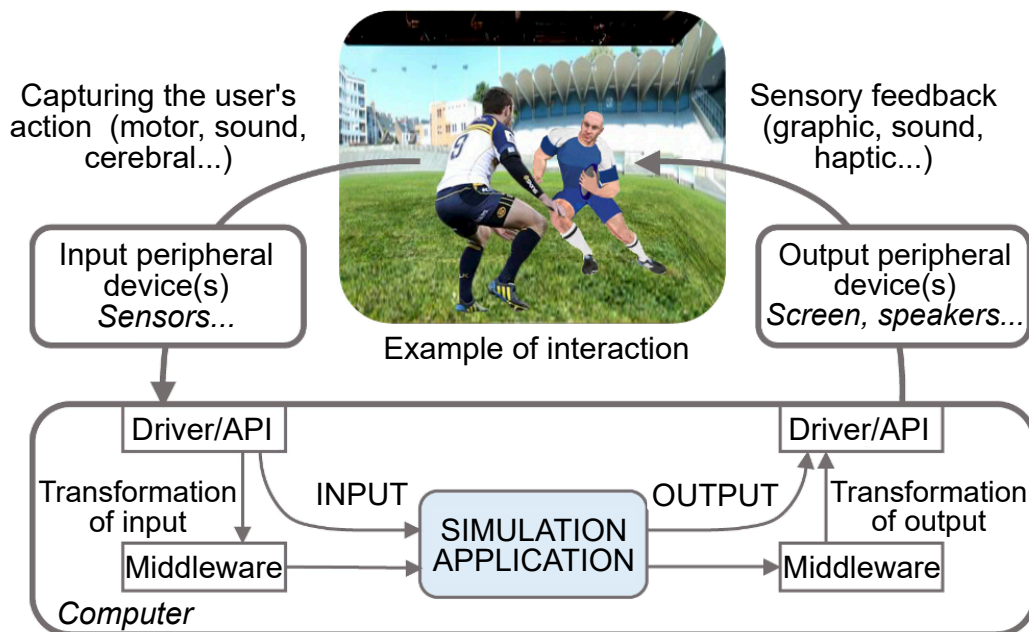 Capturing the user's
action (motor, sound,
cerebral...)
Sensory feedback
(graphic, sound,
haptic...)
9
Input peripheral
device(s)
Sensors...
Output peripheral
device(s)
Screen, speakers...
Example of interaction
Driver/API
Driver/API
Transformation
of input
INPUT
SIMULATION
APPLICATION
OUTPUT
Transformation
of output
Middleware
Middleware
Computer